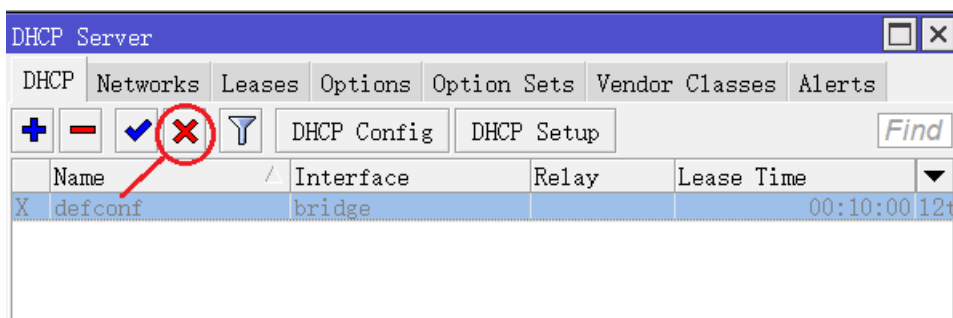 DHCP Server
DHCP Networks Leases Options Option Sets Vendor Classes Alerts
DHCP Config DHCP Setup Find
Name Interface Relay Lease Time
X defconf bridge 00:10:00 12t